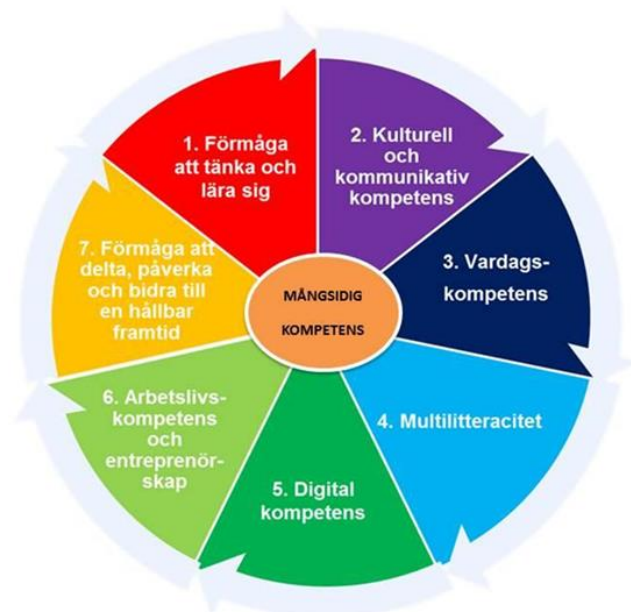 1. Förmåga
att tänka och
lära sig
2. Kulturell
och
kommunikativ
kompetens
3. Vardags-
kompetens
4. Multilitteracitet
5. Digital
kompetens
6. Arbetslivs-
kompetens
och
entreprenör-
skap
7. Förmåga att
delta, påverka
och bidra till
en hållbar
framtid
MÅNGSIDIG
KOMPETENS